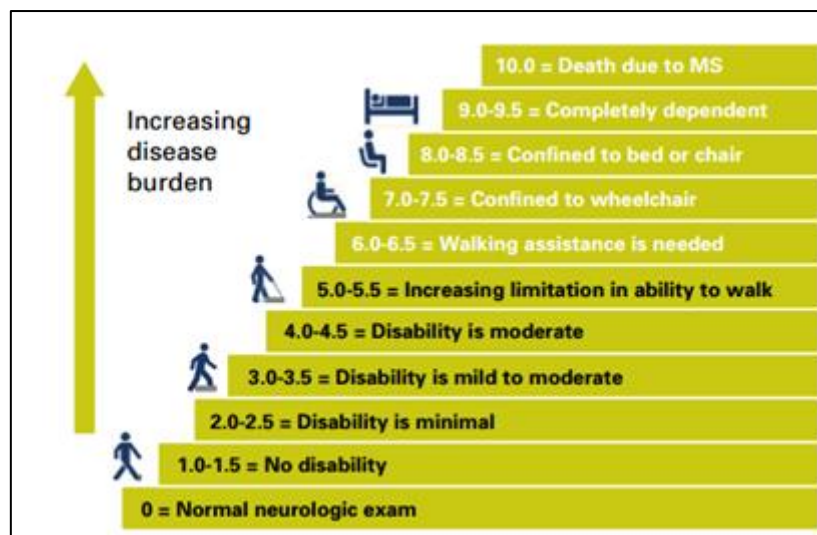 10.0 = Death due to MS
9.0-9.5 = Completely dependent
Increasing
disease
burden
8.0-8.5 = Confined to bed or chair
7.0-7.5 = Confined to wheelchair
6.0-6.5 = Walking assistance is needed
5.0-5.5 = Increasing limitation in ability to walk
4.0-4.5 = Disability is moderate
3.0-3.5 = Disability is mild to moderate
2.0-2.5 = Disability is minimal
1.0-1.5 = No disability
0 = Normal neurologic exam